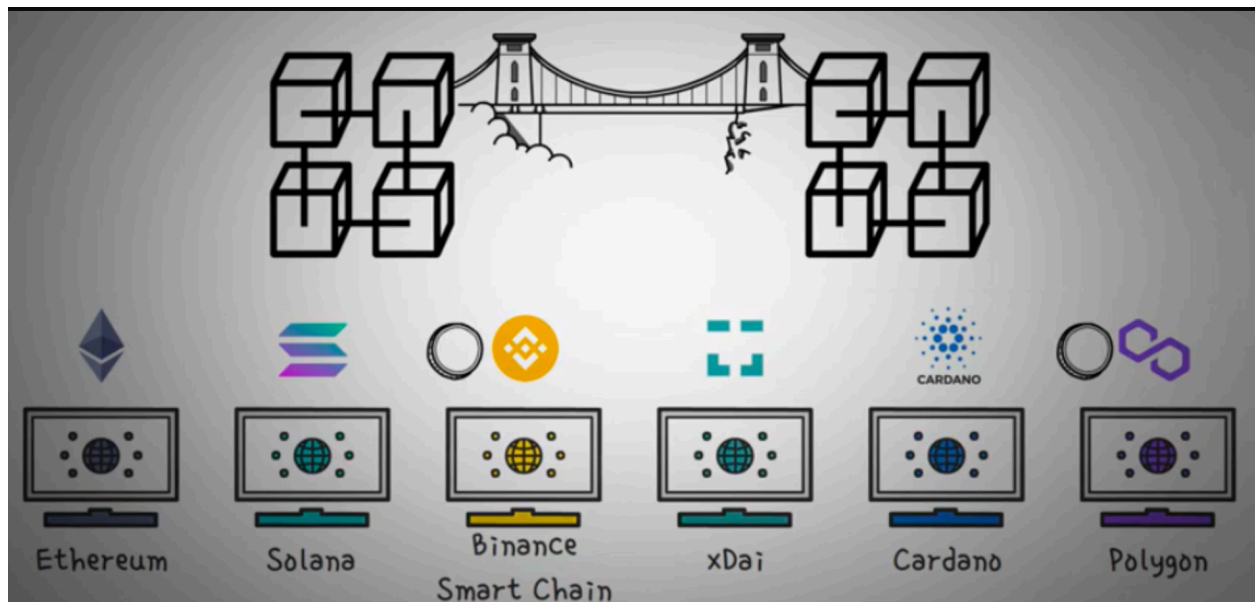 CARDANO
Ethereum
Solana
Binance
Smart Chain
xDai
Cardano
Polygon